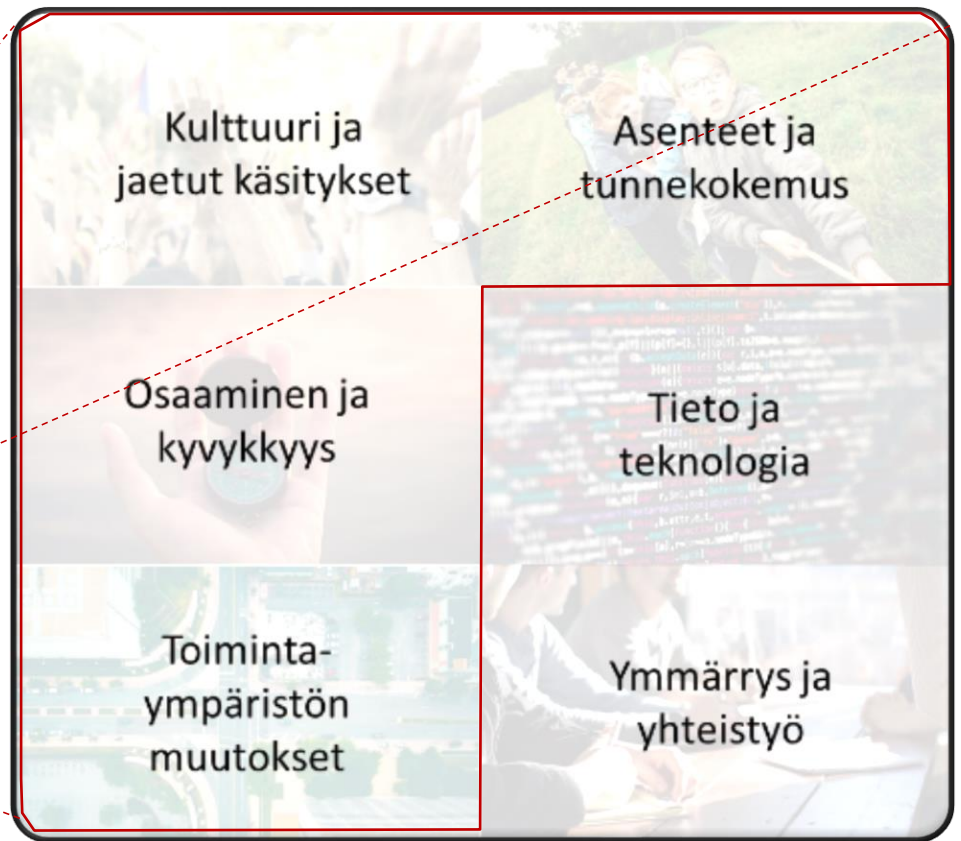 Kulttuuri ja
jaetut käsitykset
Asenteet ja
tunnekokemus
Osaaminen ja
kyvykkyys
Tieto ja
teknologia
Toiminta-
ympäristön
muutokset
Ymmärrys ja
yhteistyö